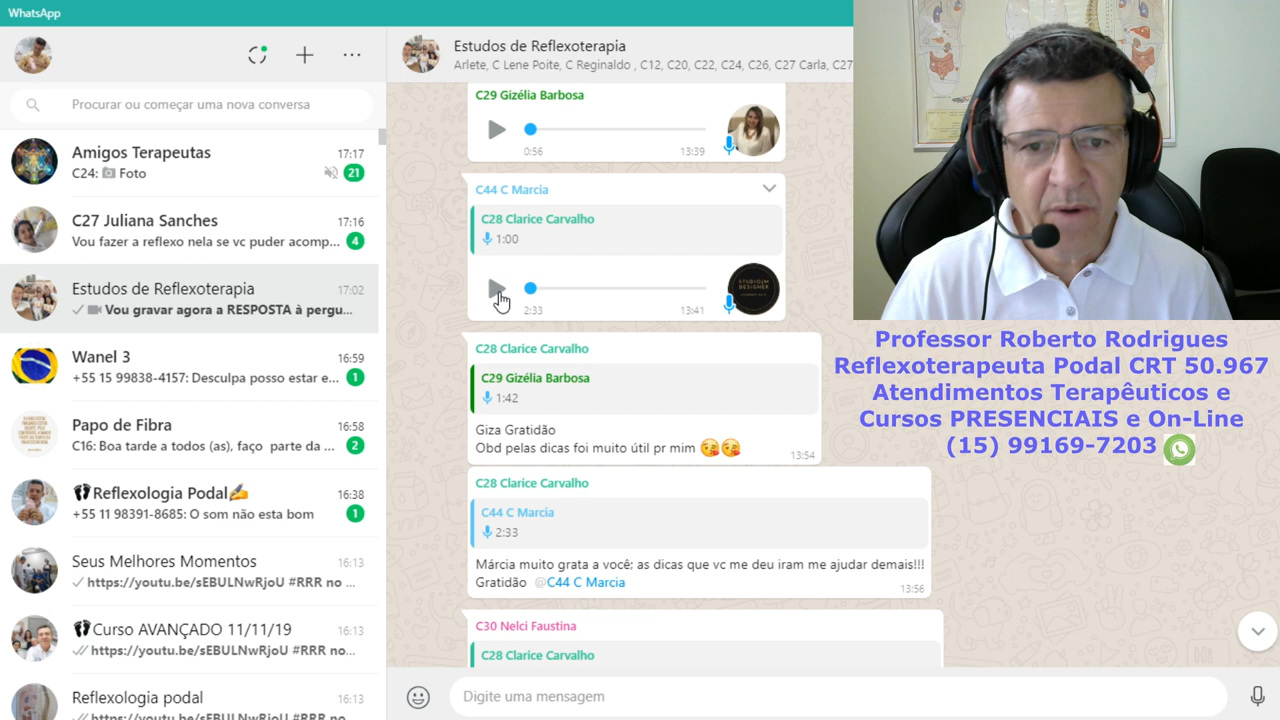 WhatsApp
Procurar ou começar uma nova conversa
Amigos Terapeutas
17:17
C24: Foto
21
C27 Juliana Sanches
17:16
Vou fazer a reflexo nela se vc puder acomp...
4
Estudos de Reflexoterapia
17:02
Vou gravar agora a RESPOSTA à pergu...
Wanel 3
16:59
+55 15 99838-4157: Desculpa posso estar e...
1
Papo de Fibra
16:58
C16: Boa tarde a todos (as), faço parte da ...
2
👣Reflexologia Podal✍
16:38
+55 11 98391-8685: O som não esta bom
1
Seus Melhores Momentos
16:13
https://youtu.be/sEBULNwRjoU #RRR no ...
👣Curso AVANÇADO 11/11/19
16:13
https://youtu.be/sEBULNwRjoU #RRR no...
Reflexologia podal
16:13
https://youtu.be/sEBULNwRjoU #RRR no
Estudos de Reflexoterapia
Arlete, C Lene Poite, C Reginaldo , C12, C20, C22, C24, C26, C27 Carla, C27
C29 Gizélia Barbosa
0:56
13:39
C44 C Marcia
C28 Clarice Carvalho
1:00
2:33
13:41
C28 Clarice Carvalho
C29 Gizélia Barbosa
1:42
Giza Gratidão
Obd pelas dicas foi muito útil pr mim 😘😘
13:54
C28 Clarice Carvalho
C44 C Marcia
2:33
Márcia muito grata a você; as dicas que vc me deu iram me ajudar demais!!!
Gratidão @C44 C Marcia
13:56
C30 Nelci Faustina
C28 Clarice Carvalho
Digite uma mensagem
Professor Roberto Rodrigues
Reflexoterapeuta Podal CRT 50.967
Atendimentos Terapêuticos e
Cursos PRESENCIAIS e On-Line
(15) 99169-7203